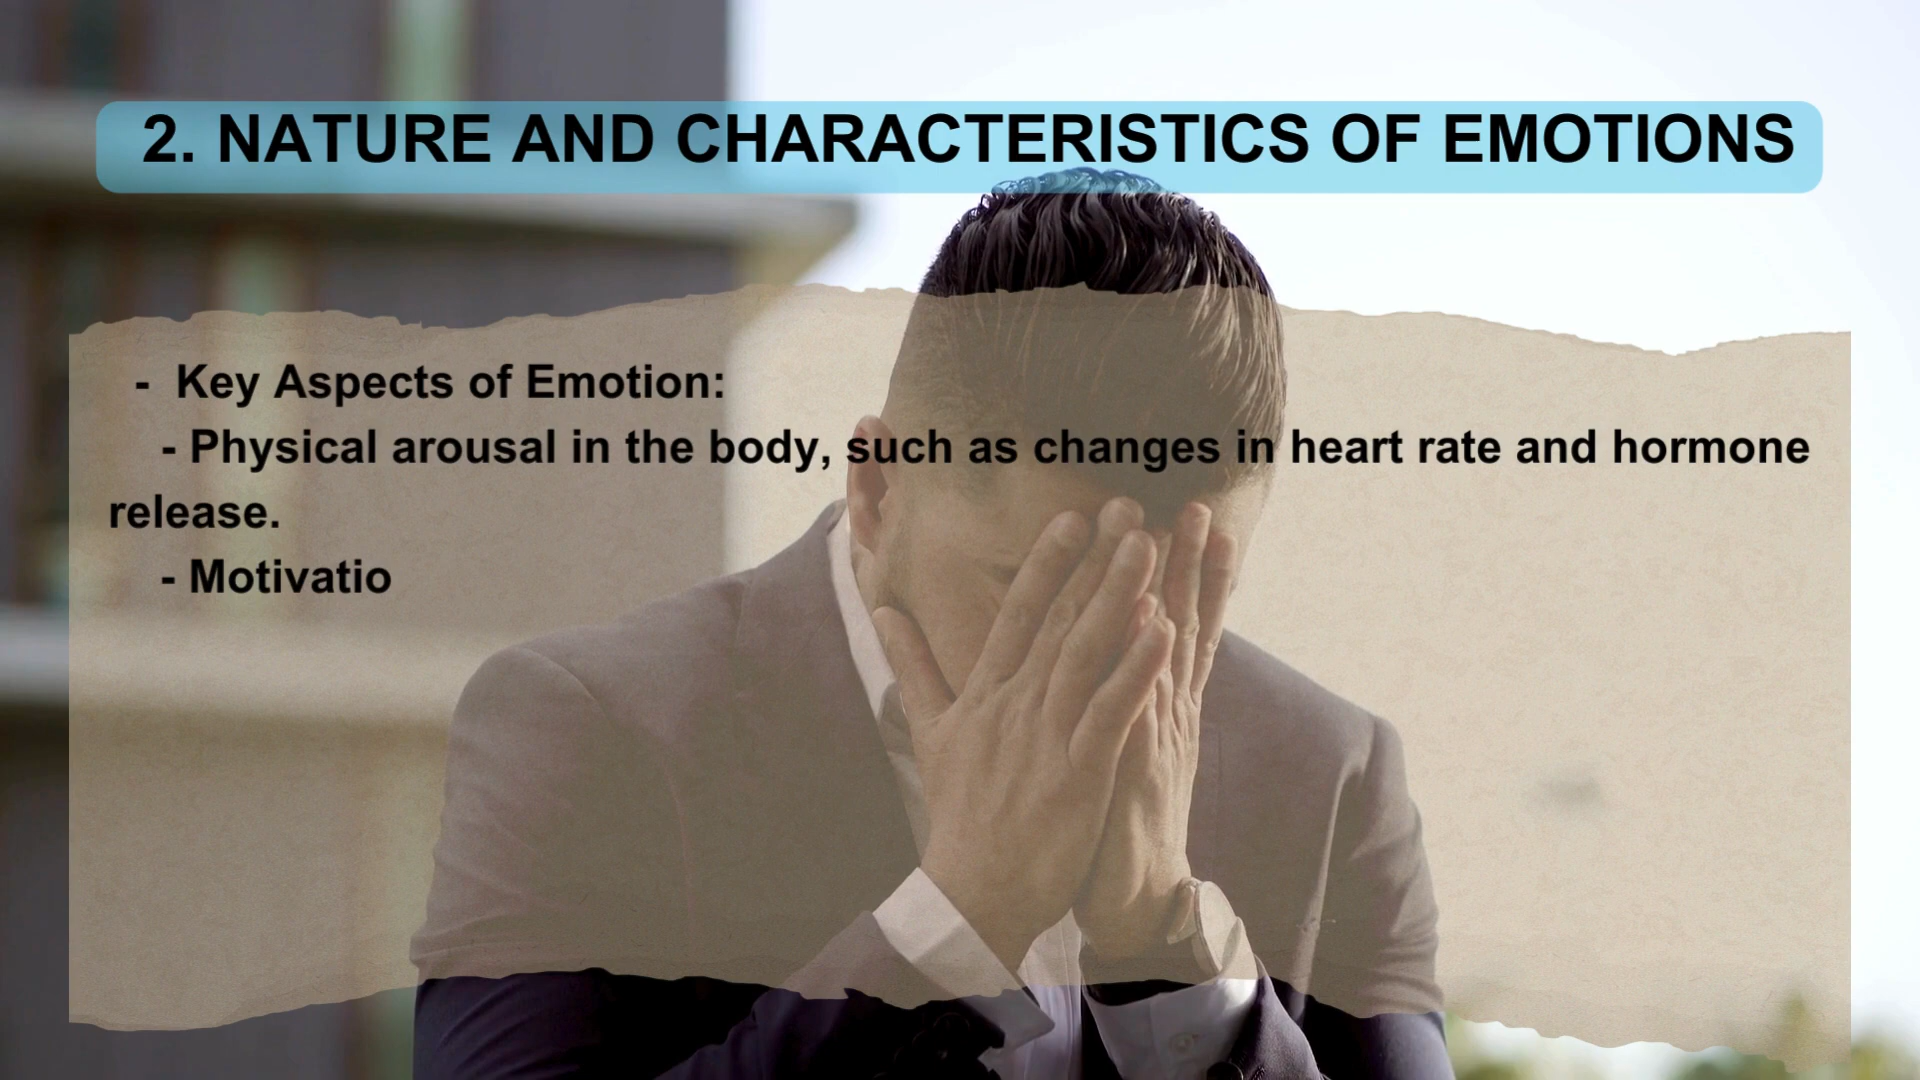 2. NATURE AND CHARACTERISTICS OF EMOTIONS
- Key Aspects of Emotion:
- Physical arousal in the body, such as changes in heart rate and hormone
release.
- Motivatio